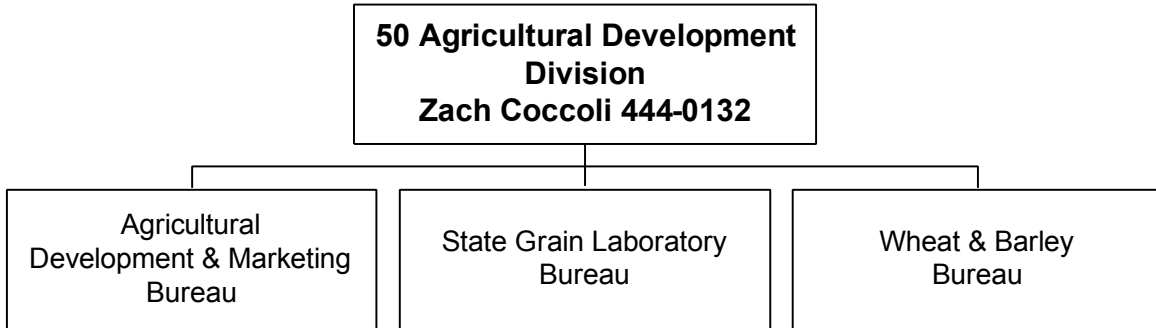 50 Agricultural Development
Division
Zach Coccoli 444-0132
Agricultural
Development & Marketing
Bureau
State Grain Laboratory
Bureau
Wheat & Barley
Bureau